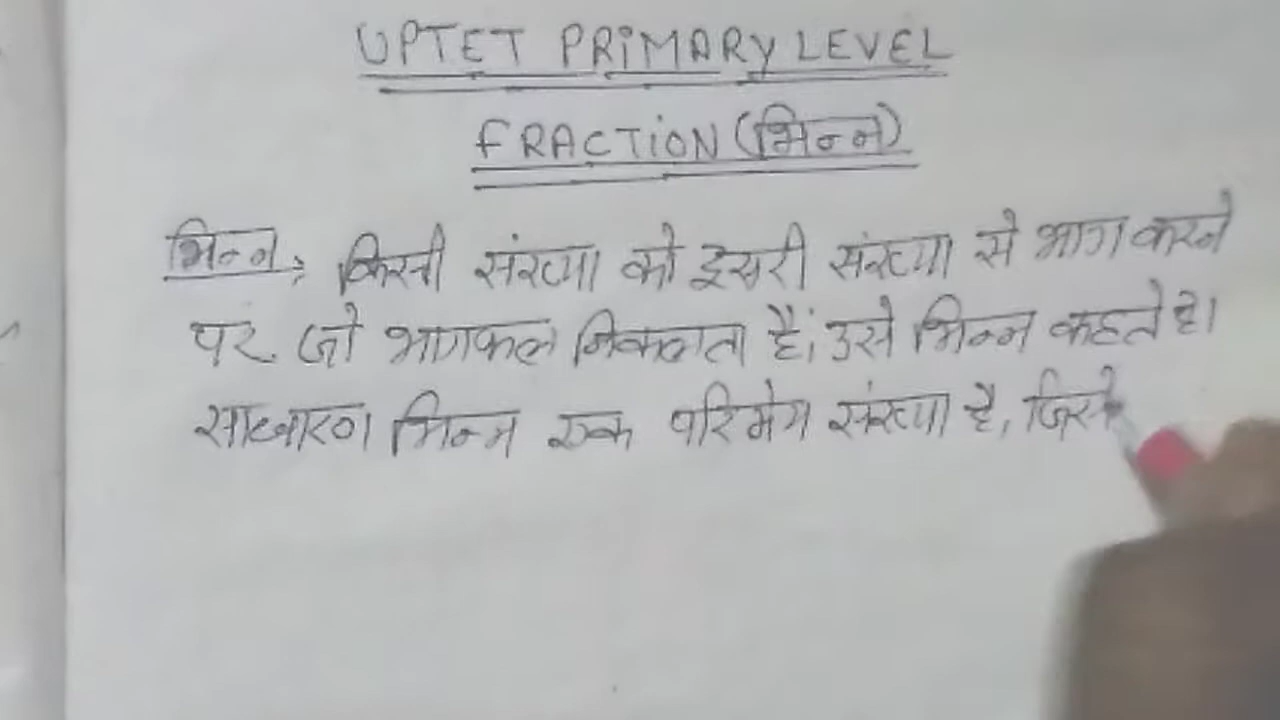 UPTET PRIMARY LEVEL
FRACTION (भिन्न)
भिन्न: किसी संख्या को दूसरी संख्या से भाग करने
पर जो भागफल निकलता है, उसे भिन्न कहते है।
साधारण भिन्न एक परिमेय संख्या है, जिसे